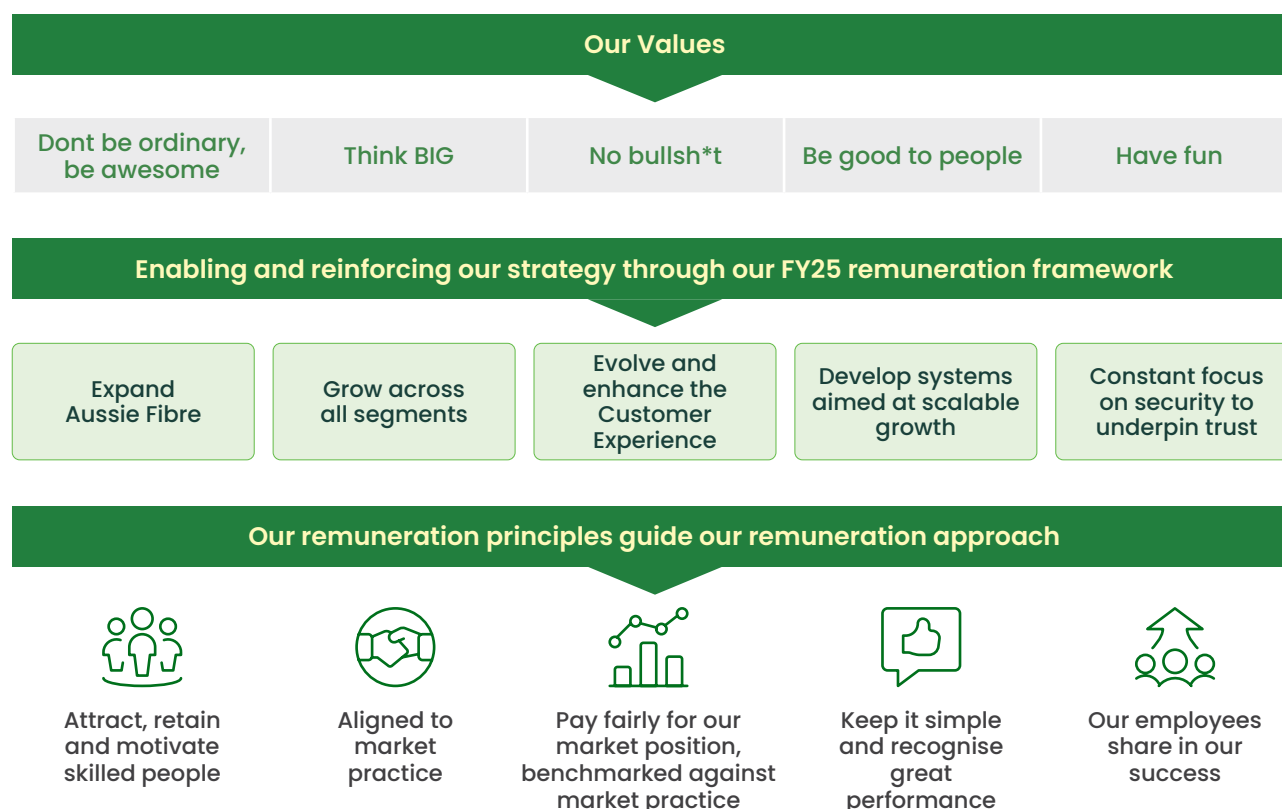 Our Values
Dont be ordinary,
be awesome
Think BIG
No bullsh*t
Be good to people
Have fun
Enabling and reinforcing our strategy through our FY25 remuneration framework
Expand
Aussie Fibre
Grow across
all segments
Evolve and
enhance the
Customer
Experience
Develop systems
aimed at scalable
growth
Constant focus
on security to
underpin trust
Our remuneration principles guide our remuneration approach
Attract, retain
and motivate
skilled people
Aligned to
market
practice
Pay fairly for our
market position,
benchmarked against
market practice
Keep it simple
and recognise
great
performance
Our employees
share in our
success